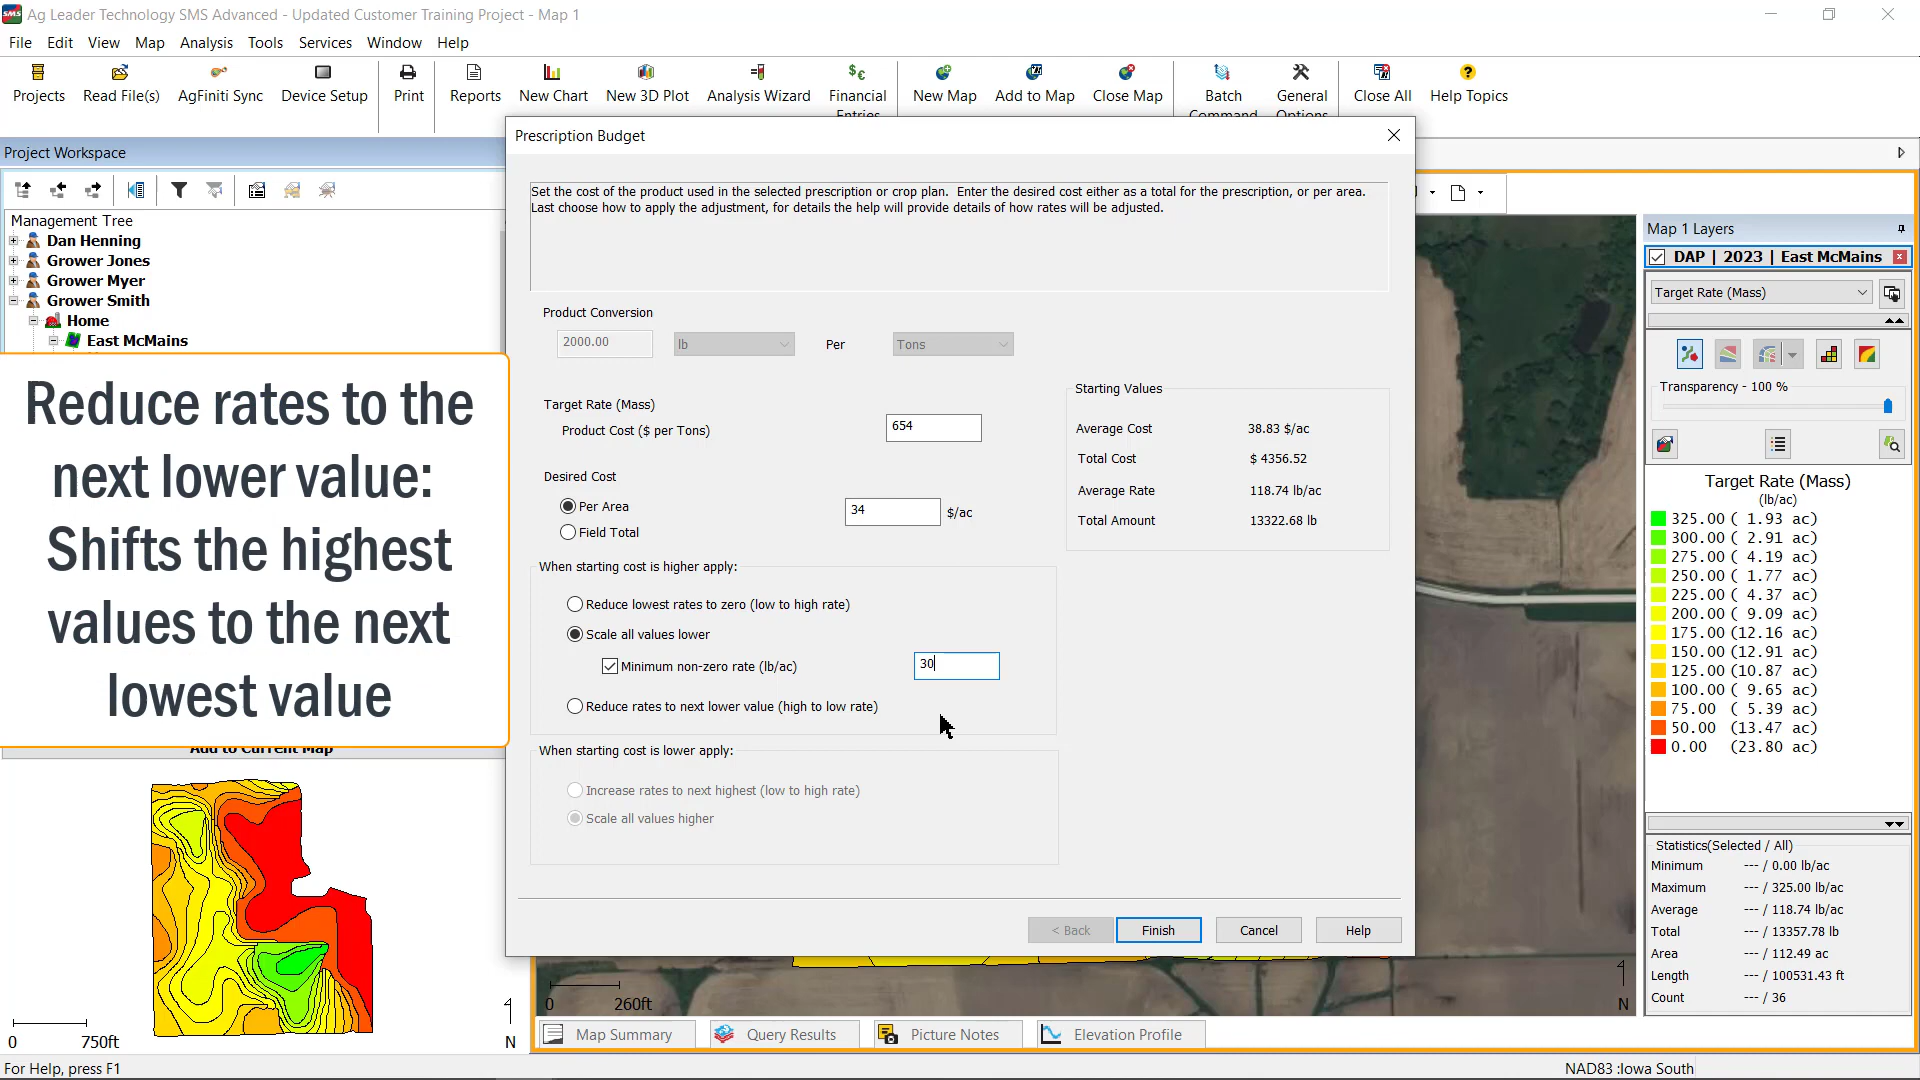 Ag Leader Technology SMS Advanced - Updated Customer Training Project - Map 1
File Edit View Map Analysis Tools Services Window Help
Projects Read File(s) AgFiniti Sync Device Setup Print Reports New Chart New 3D Plot Analysis Wizard Financial Entries New Map Add to Map Close Map Batch Command General Options Close All Help Topics
Project Workspace
Management Tree
Dan Henning
Grower Jones
Grower Myer
Grower Smith
Home
East McMains
Reduce rates to the
next lower value:
Shifts the highest
values to the next
lowest value
Add to Current Map
0 750ft N
Prescription Budget
Set the cost of the product used in the selected prescription or crop plan. Enter the desired cost either as a total for the prescription, or per area.
Last choose how to apply the adjustment, for details the help will provide details of how rates will be adjusted.
Product Conversion
2000.00 lb Per Tons
Target Rate (Mass)
Product Cost ($ per Tons) 654
Desired Cost
Per Area 34 $/ac
Field Total
Starting Values
Average Cost 38.83 $/ac
Total Cost $ 4356.52
Average Rate 118.74 lb/ac
Total Amount 13322.68 lb
When starting cost is higher apply:
Reduce lowest rates to zero (low to high rate)
Scale all values lower
Minimum non-zero rate (lb/ac) 30
Reduce rates to next lower value (high to low rate)
When starting cost is lower apply:
Increase rates to next highest (low to high rate)
Scale all values higher
< Back Finish Cancel Help
0 260ft N
Map Summary Query Results Picture Notes Elevation Profile
Map 1 Layers
DAP | 2023 | East McMains
Target Rate (Mass)
Transparency - 100 %
Target Rate (Mass)
(lb/ac)
325.00 ( 1.93 ac)
300.00 ( 2.91 ac)
275.00 ( 4.19 ac)
250.00 ( 1.77 ac)
225.00 ( 4.37 ac)
200.00 ( 9.09 ac)
175.00 (12.16 ac)
150.00 (12.91 ac)
125.00 (10.87 ac)
100.00 ( 9.65 ac)
75.00 ( 5.39 ac)
50.00 (13.47 ac)
0.00 (23.80 ac)
Statistics(Selected / All)
Minimum --- / 0.00 lb/ac
Maximum --- / 325.00 lb/ac
Average --- / 118.74 lb/ac
Total --- / 13357.78 lb
Area --- / 112.49 ac
Length --- / 100531.43 ft
Count --- / 36
For Help, press F1
NAD83 :Iowa South